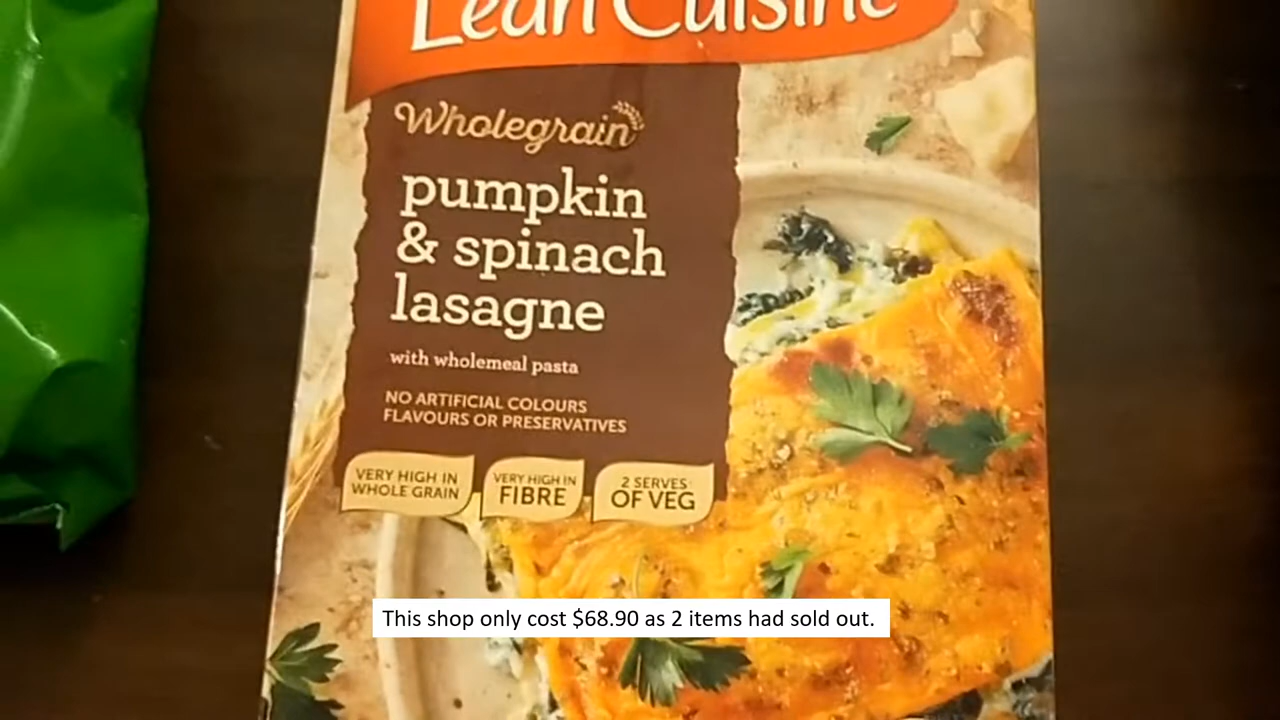 Lean Cuisine
Wholegrain
pumpkin
& spinach
lasagne
with wholemeal pasta
NO ARTIFICIAL COLOURS
FLAVOURS OR PRESERVATIVES
VERY HIGH IN
WHOLE GRAIN
VERY HIGH IN
FIBRE
2 SERVES
OF VEG
This shop only cost $68.90 as 2 items had sold out.